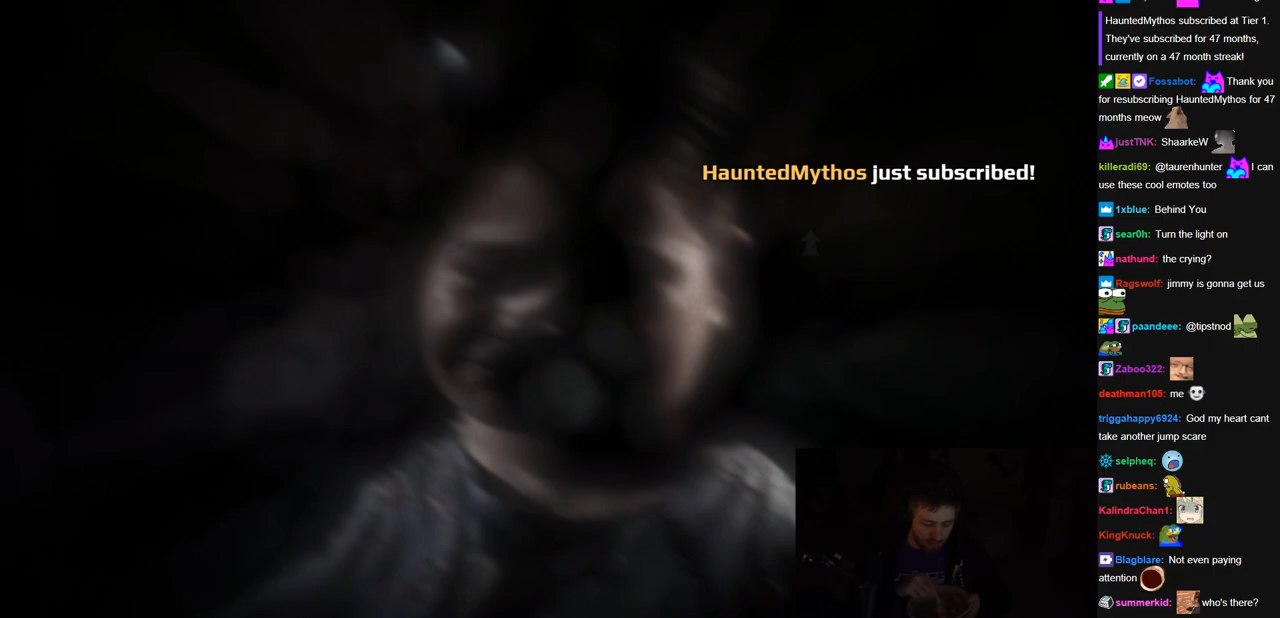 HauntedMythos just subscribed!
HauntedMythos subscribed at Tier 1.
They've subscribed for 47 months,
currently on a 47 month streak!
Fossabot: Thank you
for resubscribing HauntedMythos for 47
months meow
justTNK: ShaarkeW
killeradi69: @taurenhunter I can
use these cool emotes too
1xblue: Behind You
sear0h: Turn the light on
nathund: the crying?
Ragswolf: jimmy is gonna get us
paandeee: @tipstnod
Zaboo322:
deathman105: me
triggahappy6924: God my heart cant
take another jump scare
selpheq:
rubeans:
KalindraChan1:
KingKnuck:
Blagblare: Not even paying
attention
summerkid: who's there?